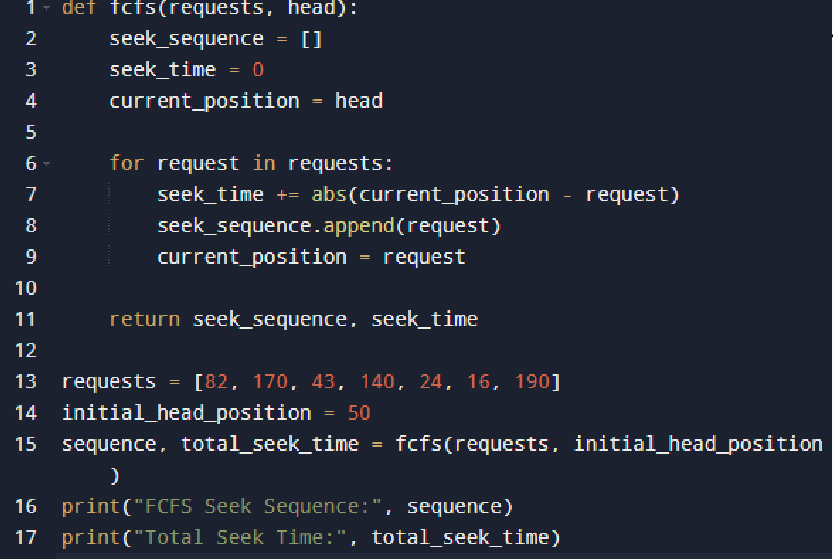 1 def fcfs(requests, head):
2     seek_sequence = []
3     seek_time = 0
4     current_position = head
5
6     for request in requests:
7         seek_time += abs(current_position - request)
8         seek_sequence.append(request)
9         current_position = request
10
11     return seek_sequence, seek_time
12
13 requests = [82, 170, 43, 140, 24, 16, 190]
14 initial_head_position = 50
15 sequence, total_seek_time = fcfs(requests, initial_head_position
    )
16 print("FCFS Seek Sequence:", sequence)
17 print("Total Seek Time:", total_seek_time)